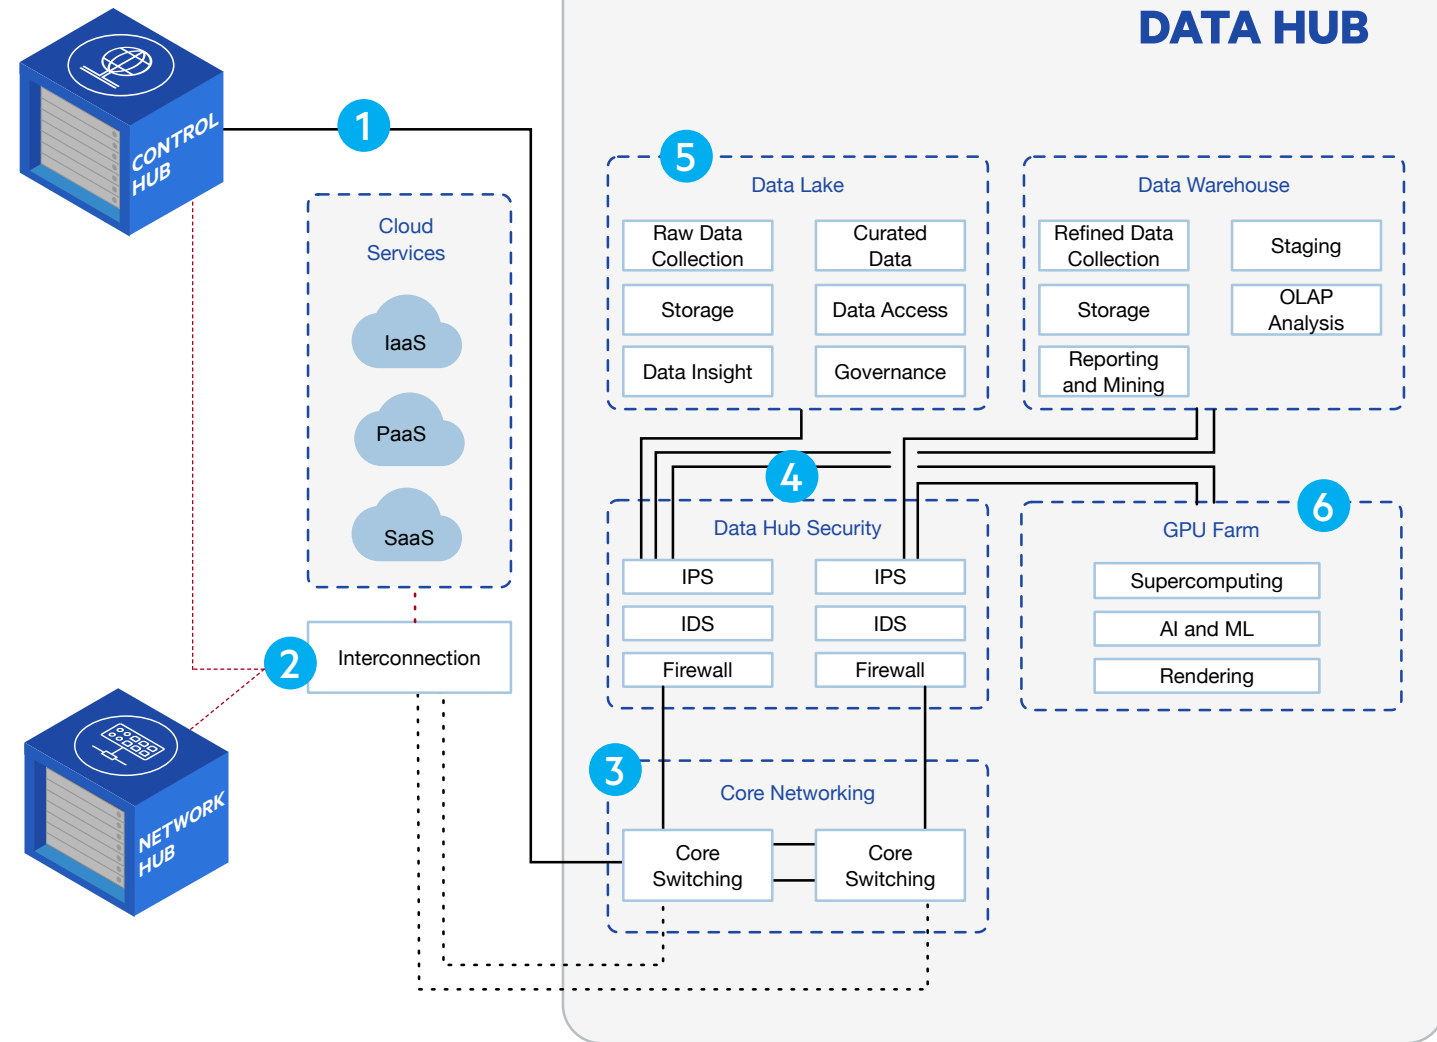 DATA HUB
CONTROL
HUB
1
Cloud
Services
IaaS
PaaS
SaaS
2
Interconnection
NETWORK
HUB
5
Data Lake
Raw Data
Collection
Curated
Data
Storage
Data Access
Data Insight
Governance
Data Warehouse
Refined Data
Collection
Staging
Storage
OLAP
Analysis
Reporting
and Mining
4
Data Hub Security
IPS
IPS
IDS
IDS
Firewall
Firewall
6
GPU Farm
Supercomputing
AI and ML
Rendering
3
Core Networking
Core
Switching
Core
Switching